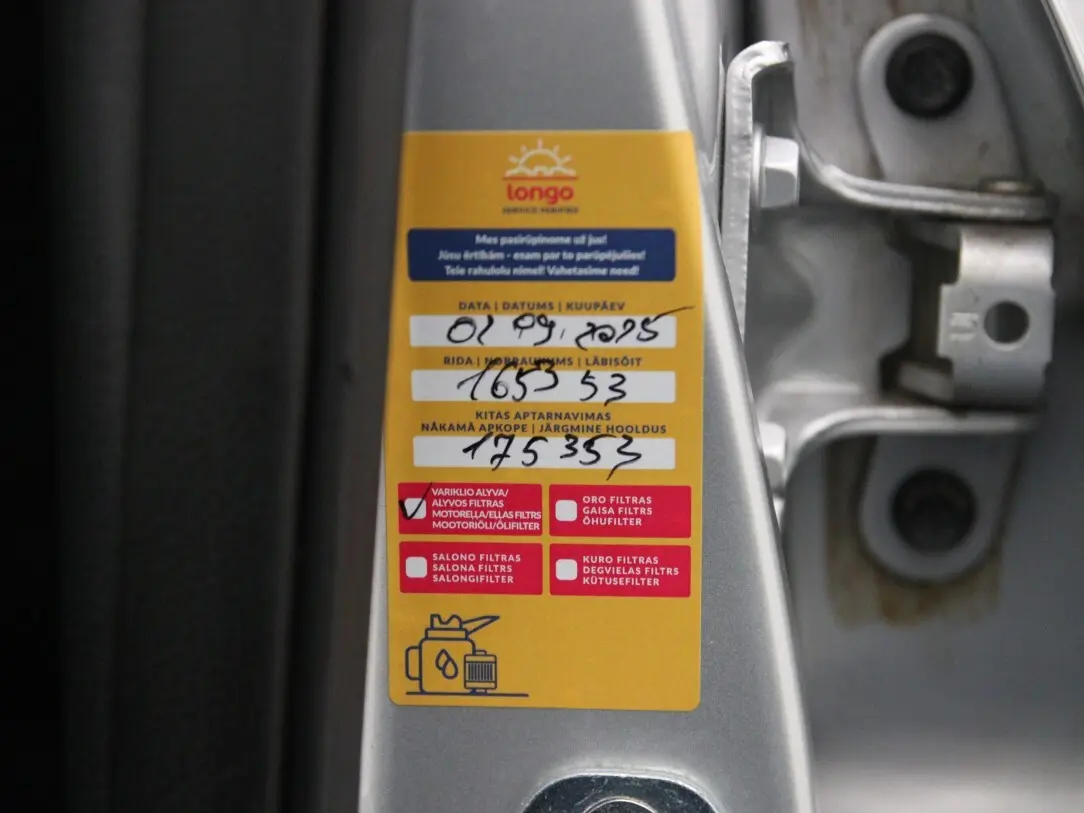 longo
Mes pasirūpinome už jus!
Jūsu ērtībām - esam par to parūpējušies!
Teie rahulolu nimel! Vahetasime need!
DATA | DATUMS | KUUPÄEV
01 09. 2025
RIDA | NOBRAUKUMS | LÄBISÕIT
165353
KITAS APTARNAVIMAS
NĀKAMĀ APKOPE | JÄRGMINE HOOLDUS
175353
VARIKLIO ALYVA/
ALYVOS FILTRAS
MOTOREĻĻA/EĻĻAS FILTRS
MOOTORIÕLI/ÕLIFILTER
ORO FILTRAS
GAISA FILTRS
ÕHUFILTER
SALONO FILTRAS
SALONA FILTRS
SALONGIFILTER
KURO FILTRAS
DEGVIELAS FILTRS
KÜTUSEFILTER